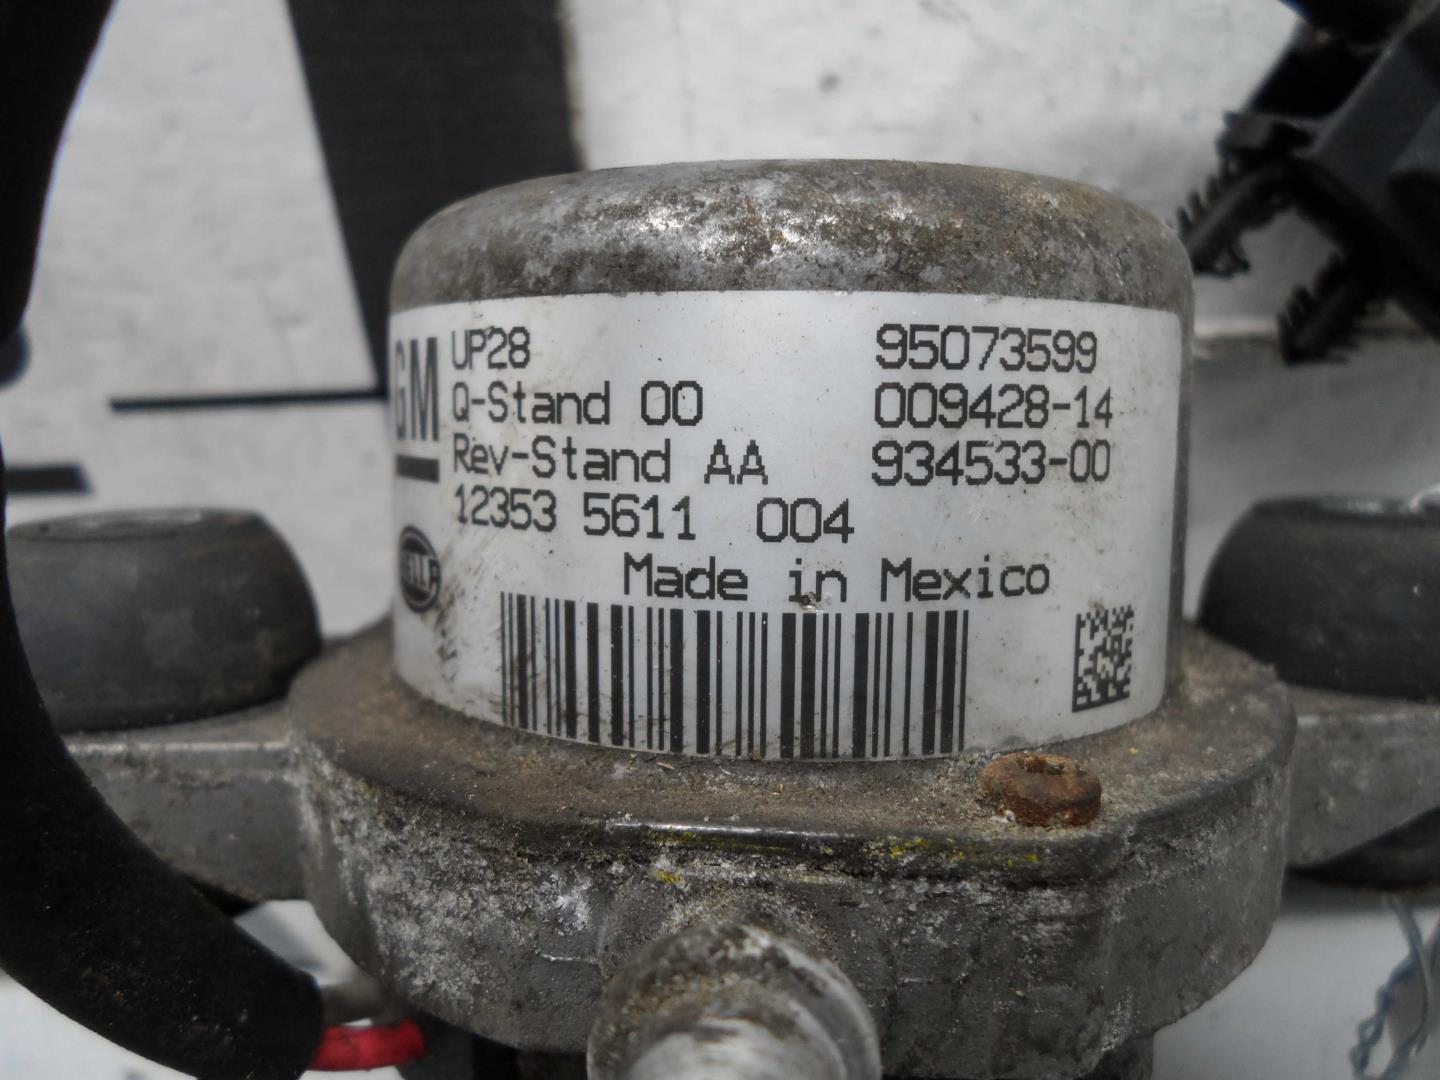 GM
UP28 95073599
Q-Stand 00 009428-14
Rev-Stand AA 934533-00
12353 5611 004
Made in Mexico